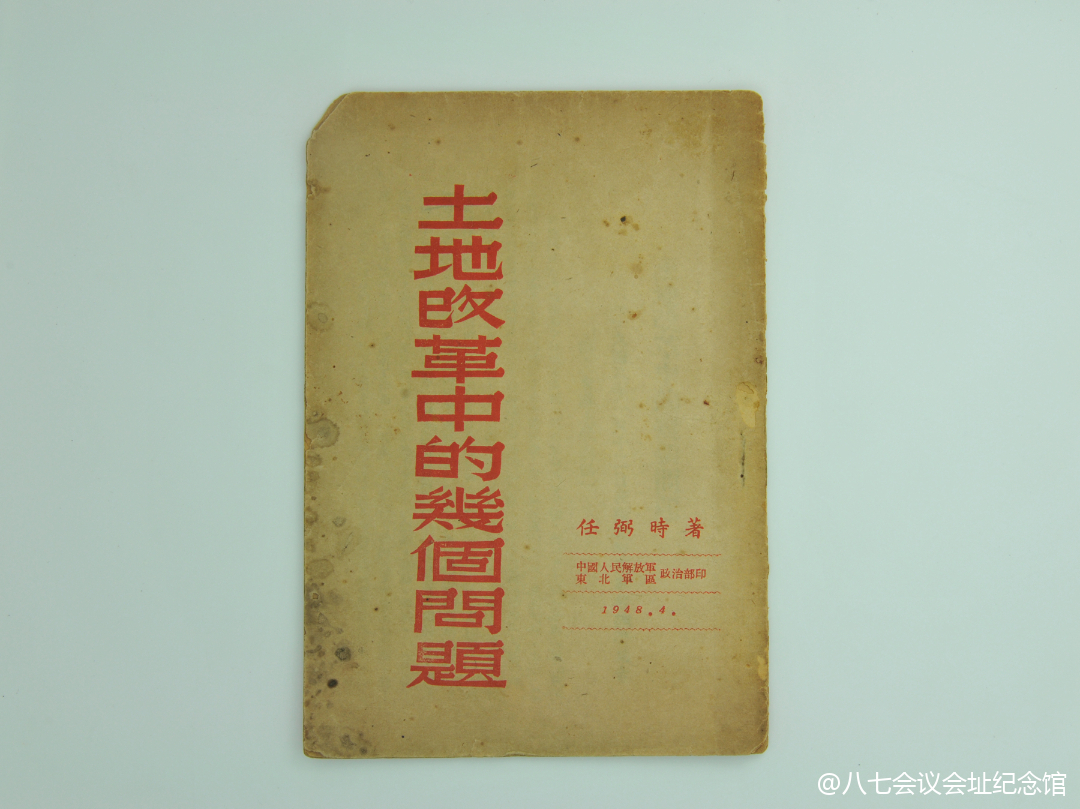 土地改革中的幾個問題
任弼時著
中國人民解放軍
東北軍區 政治部印
1948.4.
@八七会议会址纪念馆